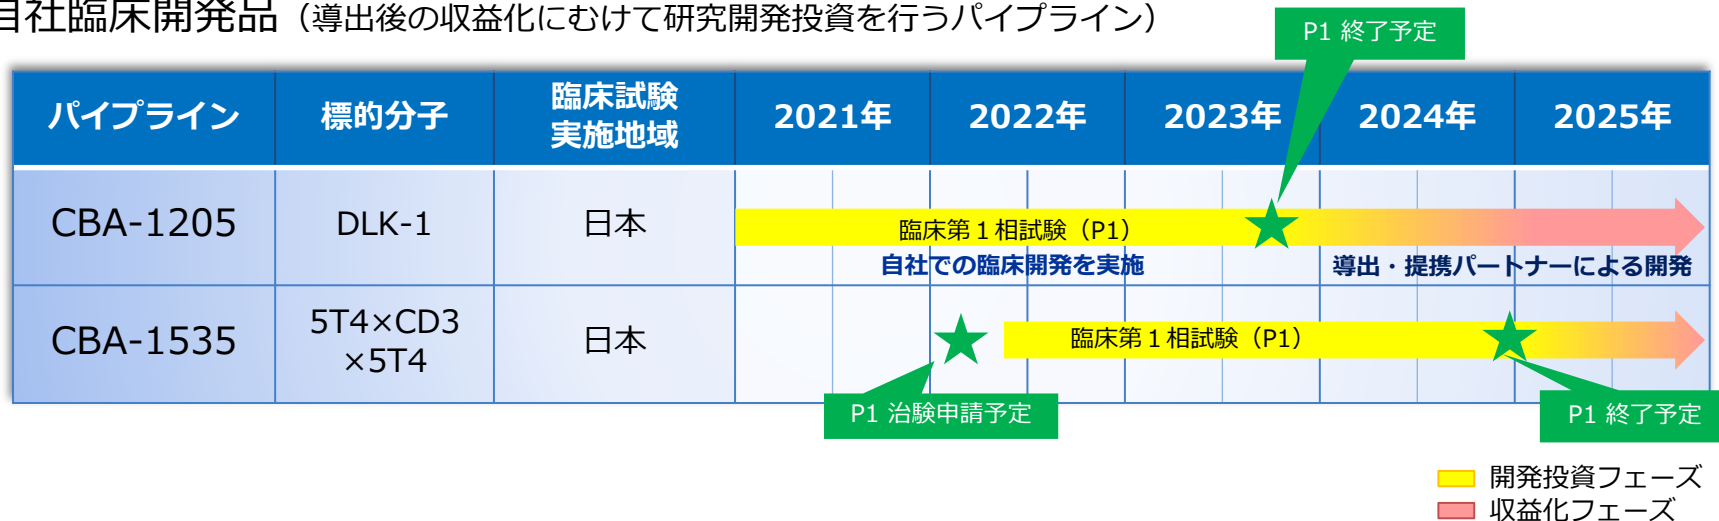 自社臨床開発品（導出後の収益化にむけて研究開発投資を行うパイプライン）
P1 終了予定
パイプライン 標的分子 臨床試験 実施地域 2021年 2022年 2023年 2024年 2025年
CBA-1205 DLK-1 日本
臨床第１相試験（P1）
自社での臨床開発を実施 導出・提携パートナーによる開発
CBA-1535 5T4×CD3 ×5T4 日本
臨床第１相試験（P1）
P1 治験申請予定
P1 終了予定
開発投資フェーズ
収益化フェーズ